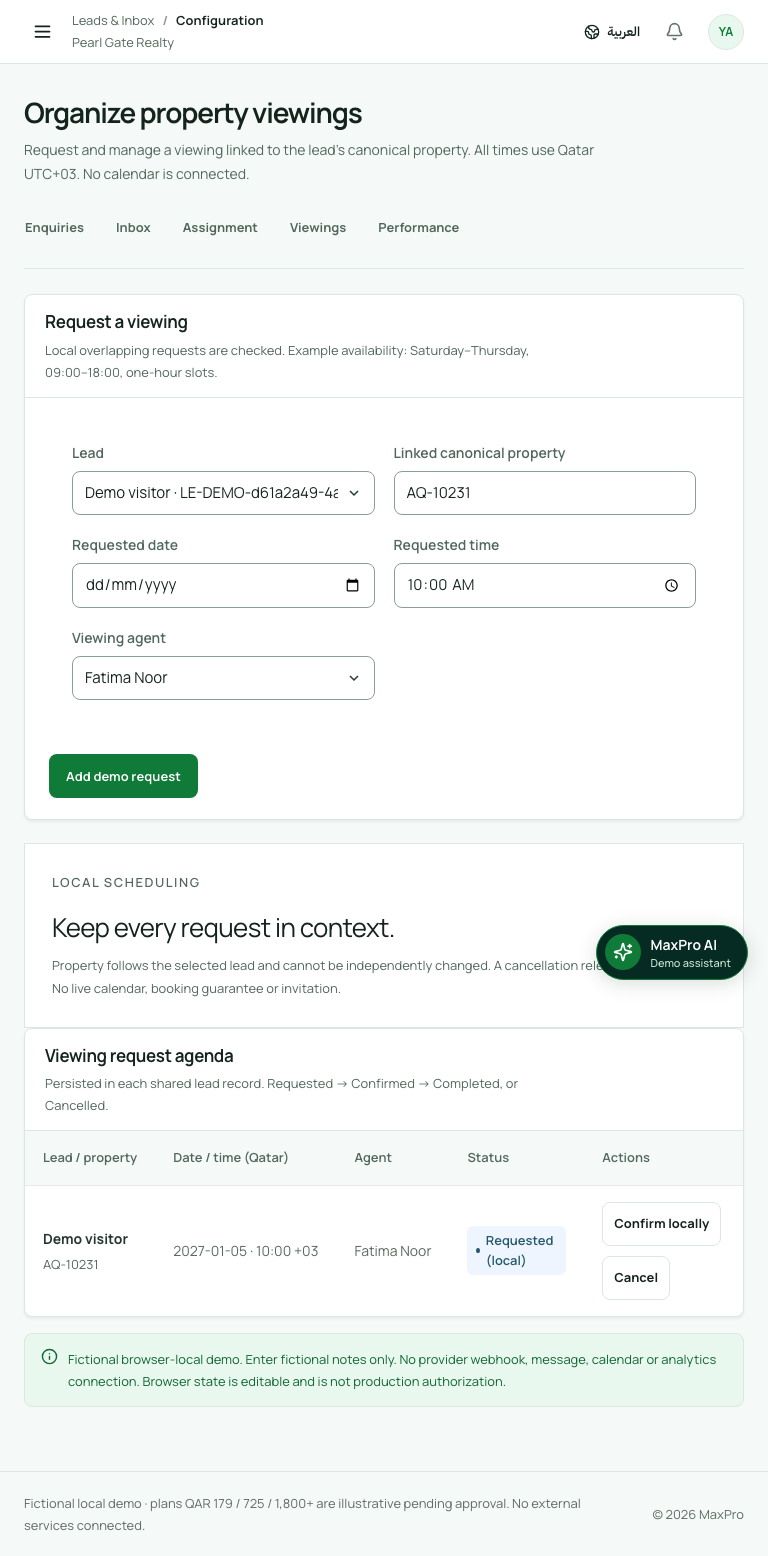 Leads & Inbox / Configuration
Pearl Gate Realty
العربية
YA
Organize property viewings
Request and manage a viewing linked to the lead's canonical property. All times use Qatar
UTC+03. No calendar is connected.
Enquiries Inbox Assignment Viewings Performance
Request a viewing
Local overlapping requests are checked. Example availability: Saturday–Thursday,
09:00–18:00, one-hour slots.
Lead Linked canonical property
Demo visitor · LE-DEMO-d61a2a49-4a AQ-10231
Requested date Requested time
dd/mm/yyyy 10:00 AM
Viewing agent
Fatima Noor
Add demo request
LOCAL SCHEDULING
Keep every request in context.
Property follows the selected lead and cannot be independently changed. A cancellation
No live calendar, booking guarantee or invitation.
MaxPro AI
Demo assistant
Viewing request agenda
Persisted in each shared lead record. Requested → Confirmed → Completed, or
Cancelled.
Lead / property Date / time (Qatar) Agent Status Actions
Demo visitor
AQ-10231
2027-01-05 · 10:00 +03
Fatima Noor
Requested
(local)
Confirm locally
Cancel
Fictional browser-local demo. Enter fictional notes only. No provider webhook, message, calendar or analytics
connection. Browser state is editable and is not production authorization.
Fictional local demo · plans QAR 179 / 725 / 1,800+ are illustrative pending approval. No external
services connected.
© 2026 MaxPro